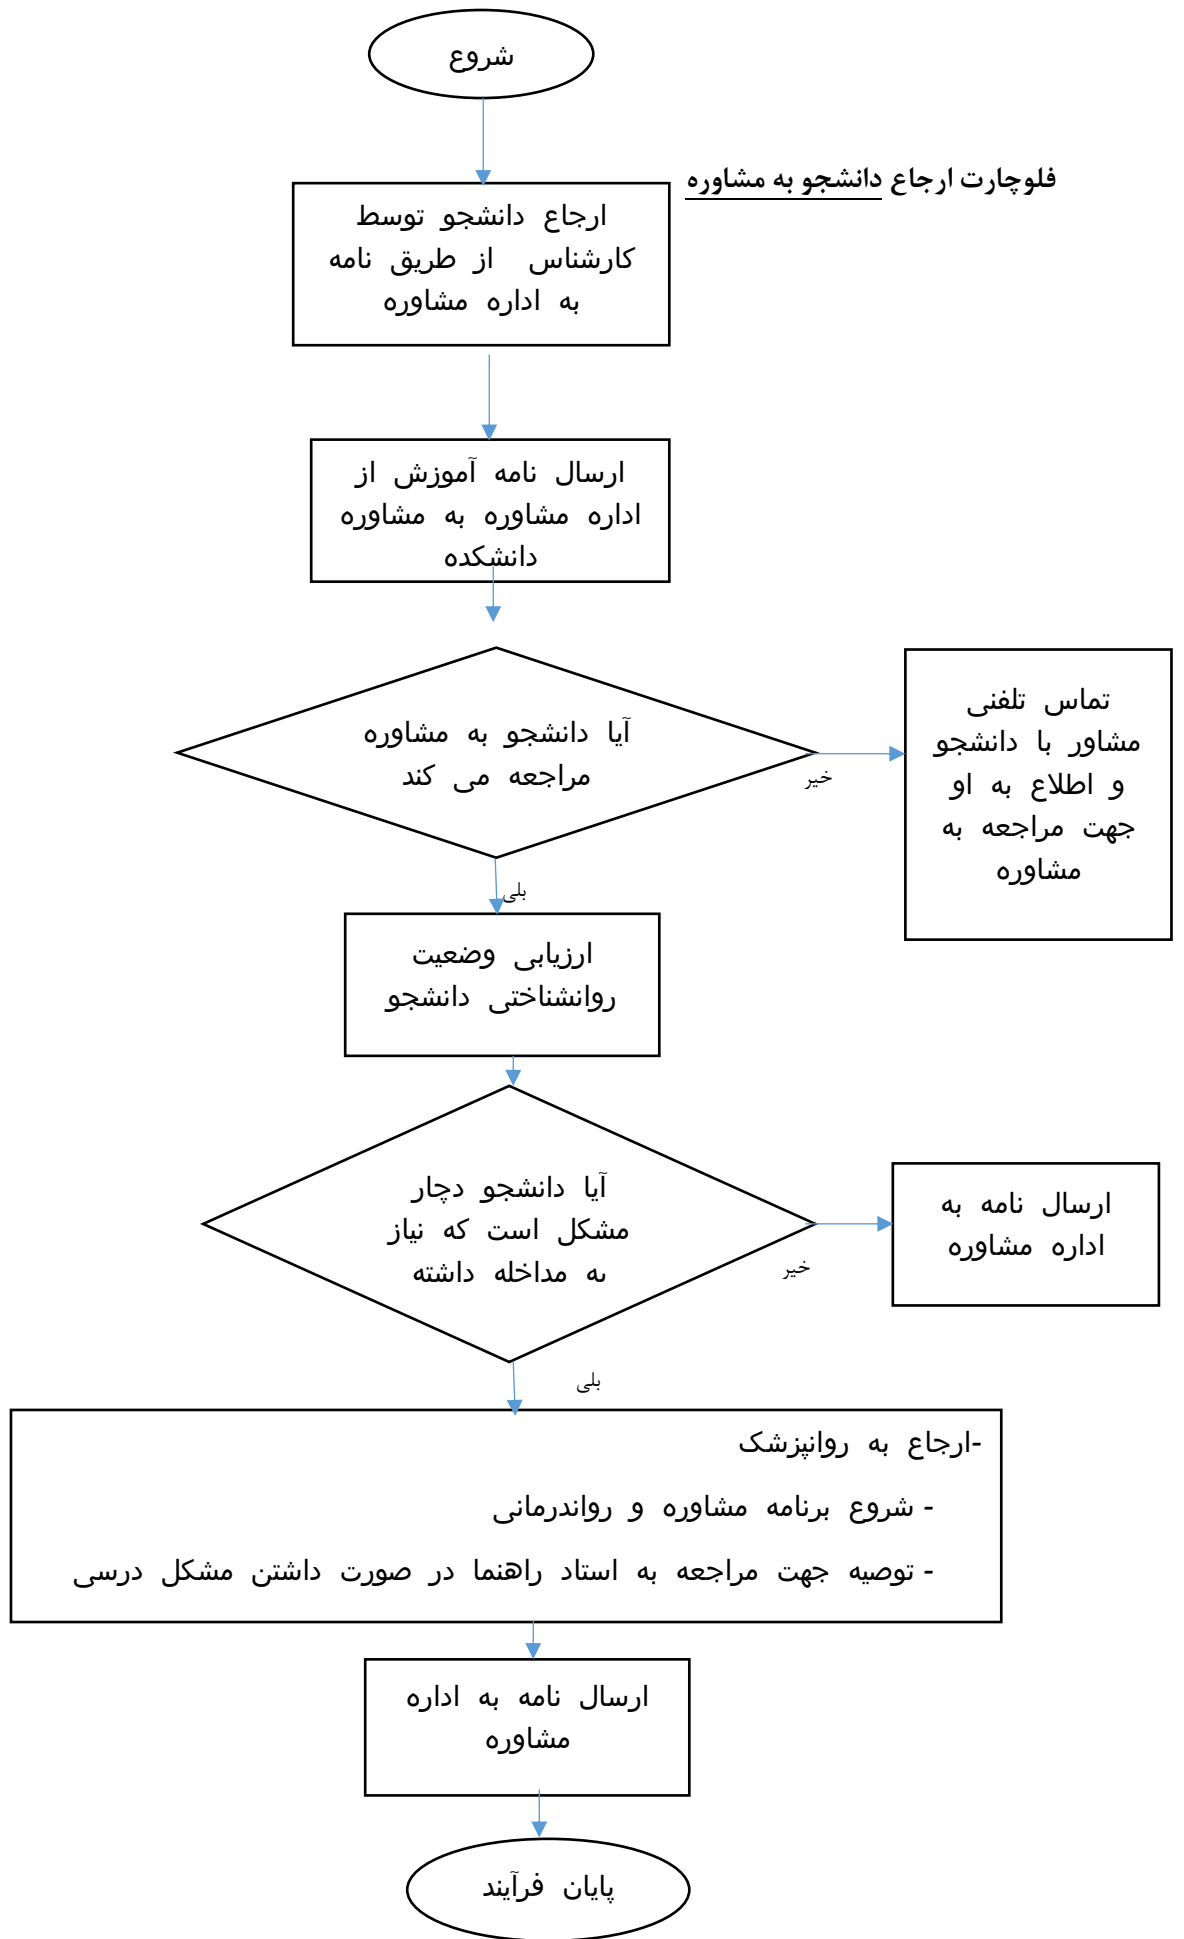 شروع
فلوچارت ارجاع دانشجو به مشاوره
ارجاع دانشجو توسط
کارشناس از طریق نامه
به اداره مشاوره
ارسال نامه آموزش از
اداره مشاوره به مشاوره
دانشکده
آیا دانشجو به مشاوره
مراجعه می کند
خیر
تماس تلفنی
مشاور با دانشجو
و اطلاع به او
جهت مراجعه به
مشاوره
بلی
ارزیابی وضعیت
روانشناختی دانشجو
آیا دانشجو دچار
مشکل است که نیاز
به مداخله داشته
خیر
ارسال نامه به
اداره مشاوره
بلی
-ارجاع به روانپزشک
- شروع برنامه مشاوره و رواندرمانی
- توصیه جهت مراجعه به استاد راهنما در صورت داشتن مشکل درسی
ارسال نامه به اداره
مشاوره
پایان فرآیند